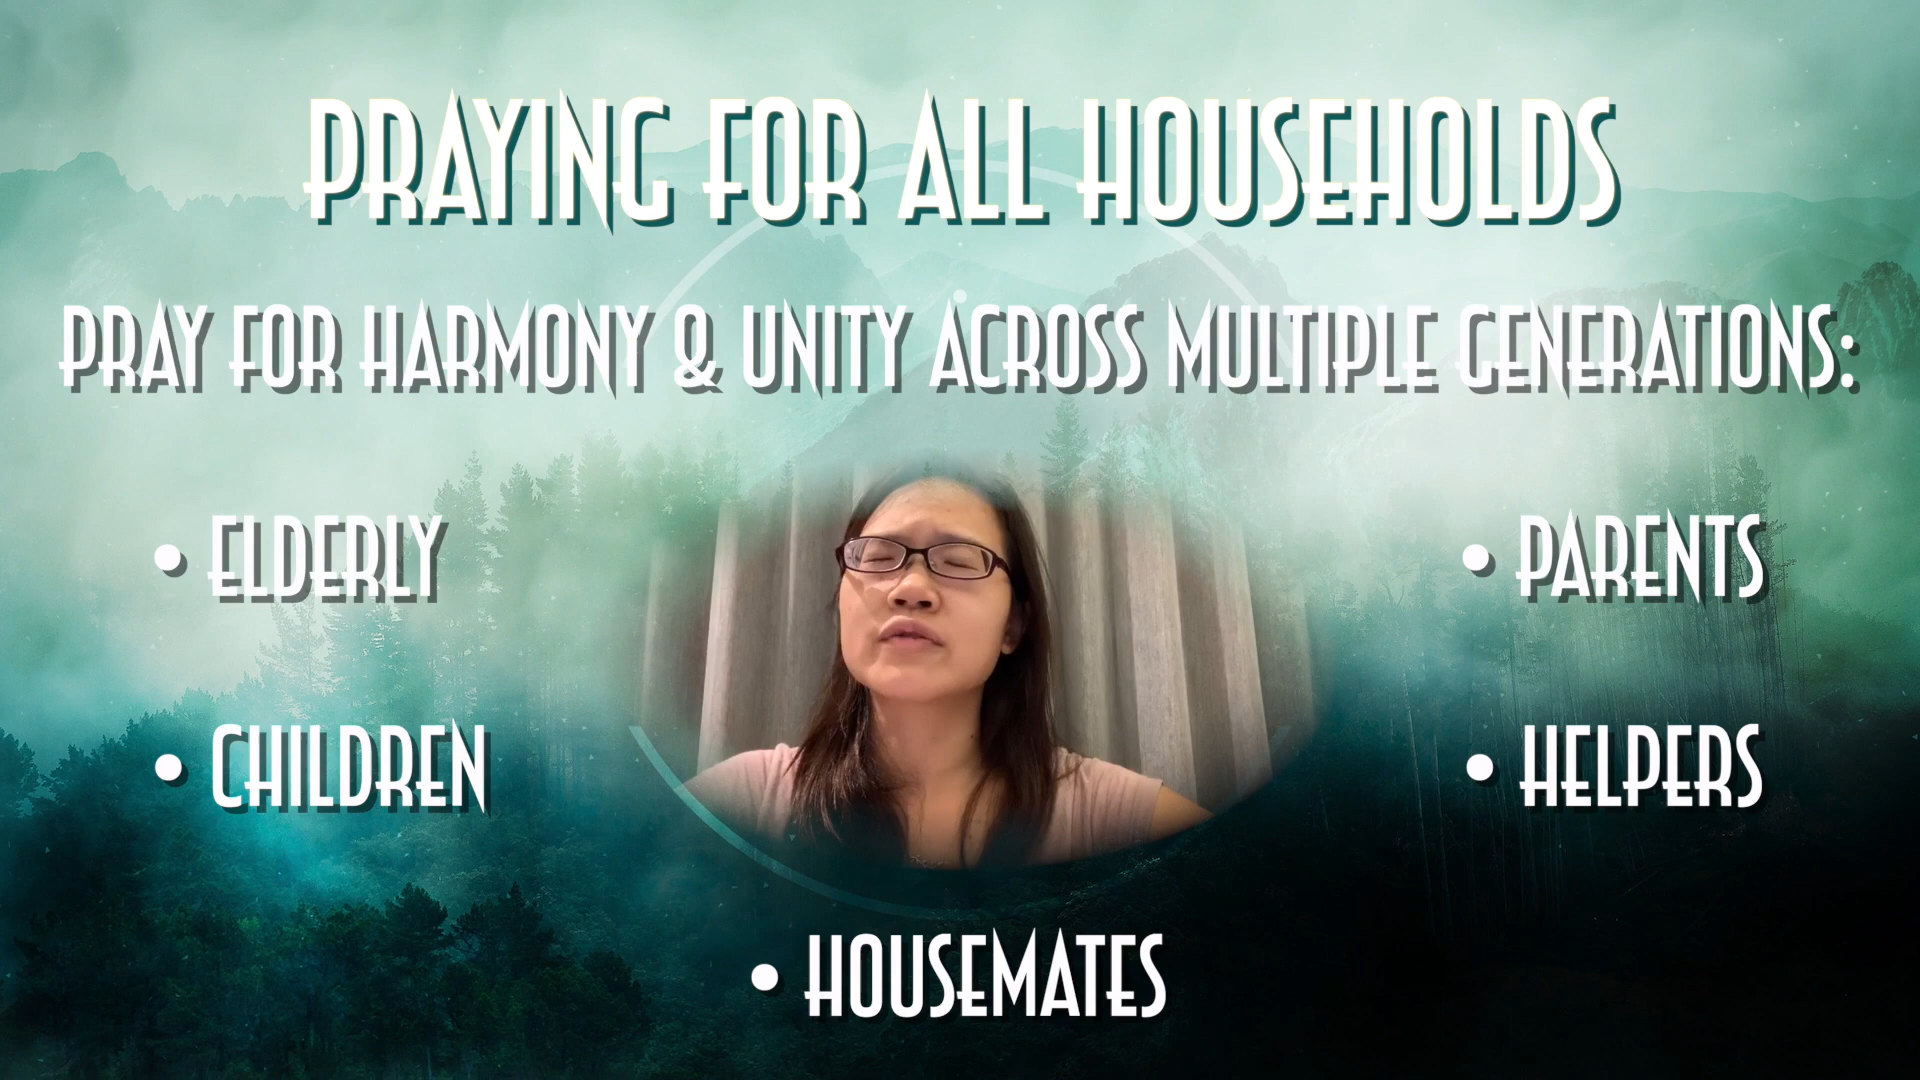 PRAYING FOR ALL HOUSEHOLDS
PRAY FOR HARMONY & UNITY ACROSS MULTIPLE GENERATIONS:
• ELDERLY
• PARENTS
• CHILDREN
• HELPERS
• HOUSEMATES